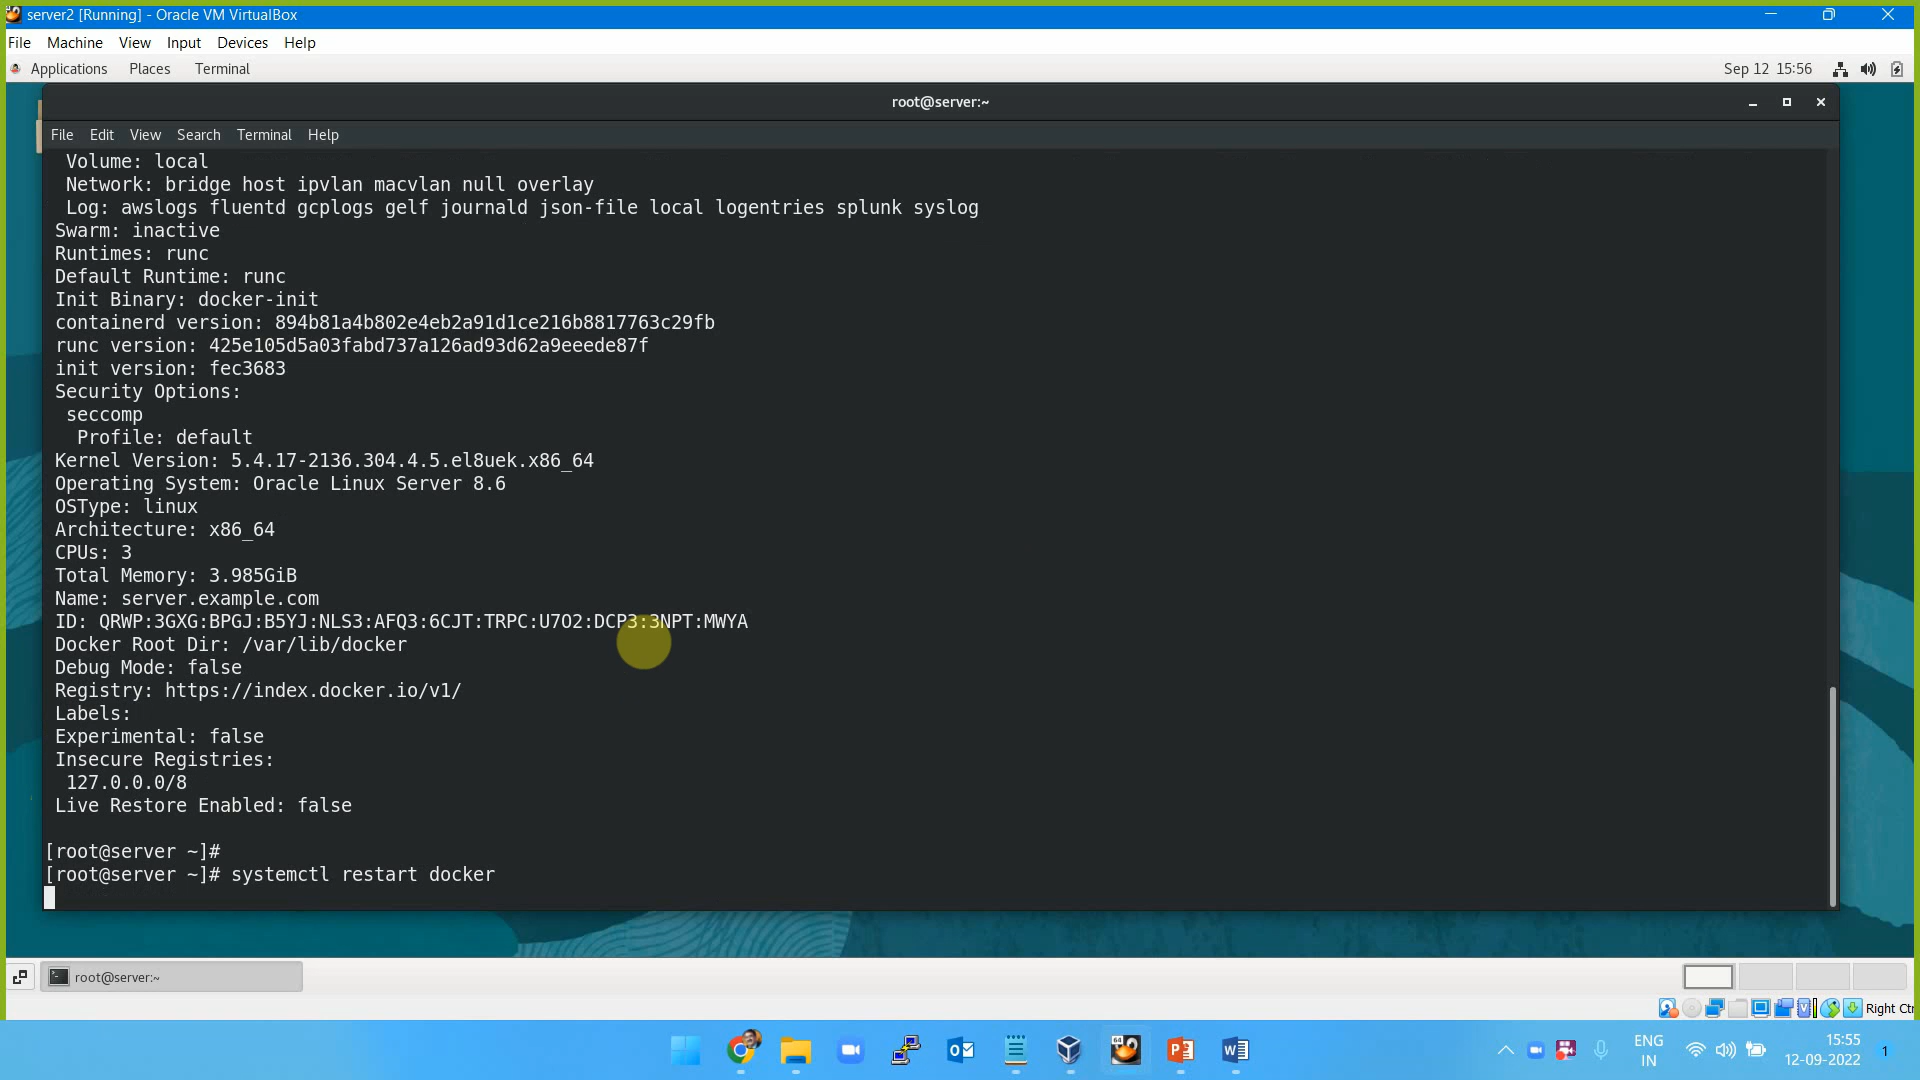 server2 [Running] - Oracle VM VirtualBox
File Machine View Input Devices Help
Applications Places Terminal Sep 12 15:56
root@server:~
File Edit View Search Terminal Help
Volume: local
Network: bridge host ipvlan macvlan null overlay
Log: awslogs fluentd gcplogs gelf journald json-file local logentries splunk syslog
Swarm: inactive
Runtimes: runc
Default Runtime: runc
Init Binary: docker-init
containerd version: 894b81a4b802e4eb2a91d1ce216b8817763c29fb
runc version: 425e105d5a03fabd737a126ad93d62a9eeede87f
init version: fec3683
Security Options:
seccomp
Profile: default
Kernel Version: 5.4.17-2136.304.4.5.el8uek.x86_64
Operating System: Oracle Linux Server 8.6
OSType: linux
Architecture: x86_64
CPUs: 3
Total Memory: 3.985GiB
Name: server.example.com
ID: QRWP:3GXG:BPGJ:B5YJ:NLS3:AFQ3:6CJT:TRPC:U7O2:DCP3:3NPT:MWYA
Docker Root Dir: /var/lib/docker
Debug Mode: false
Registry: https://index.docker.io/v1/
Labels:
Experimental: false
Insecure Registries:
127.0.0.0/8
Live Restore Enabled: false
[root@server ~]#
[root@server ~]# systemctl restart docker
root@server:~
Right Ctr
ENG
IN
15:55
12-09-2022
1